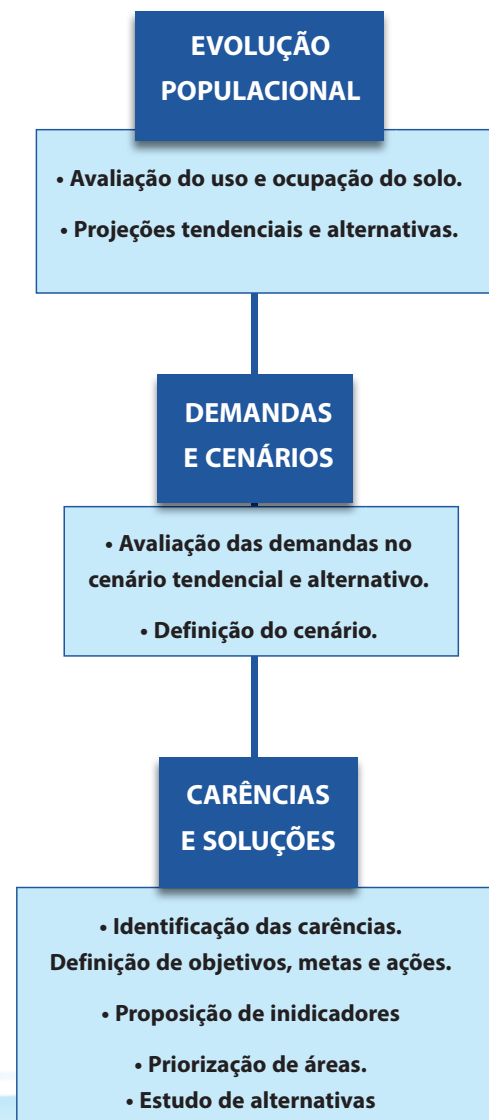 EVOLUÇÃO
POPULACIONAL
• Avaliação do uso e ocupação do solo.
• Projeções tendenciais e alternativas.
DEMANDAS
E CENÁRIOS
• Avaliação das demandas no
cenário tendencial e alternativo.
• Definição do cenário.
CARÊNCIAS
E SOLUÇÕES
• Identificação das carências.
Definição de objetivos, metas e ações.
• Proposição de inidicadores
• Priorização de áreas.
• Estudo de alternativas